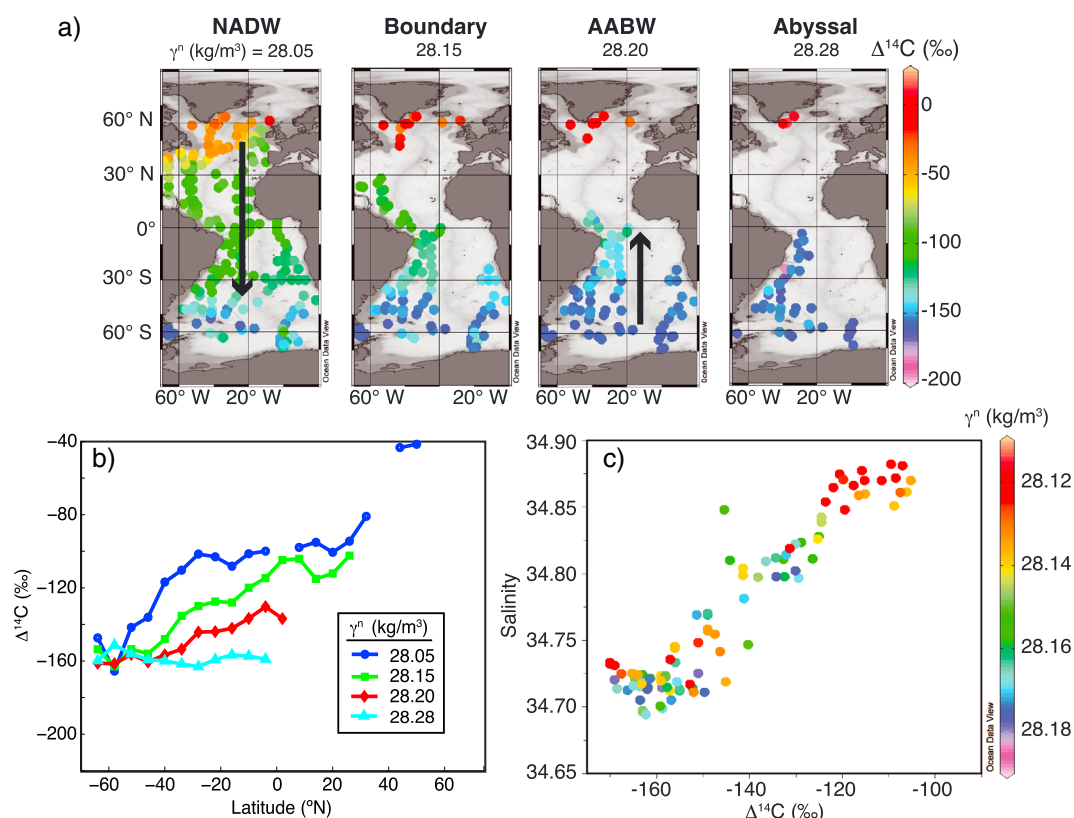 a)
NADW Boundary AABW Abyssal
γⁿ (kg/m³) = 28.05 28.15 28.20 28.28 Δ¹⁴C (‰)
60° N
30° N
0°
30° S
60° S
60° W 20° W 60° W 20° W 60° W 20° W 60° W 20° W
Ocean Data View
Ocean Data View
Ocean Data View
Ocean Data View
0
-50
-100
-150
-200
b)
−40
−80
−120
−160
−200
Δ¹⁴C (‰)
−60 −40 −20 0 20 40 60
Latitude (ºN)
γⁿ (kg/m³)
28.05
28.15
28.20
28.28
c)
34.90
34.85
34.80
34.75
34.70
34.65
Salinity
-160 -140 -120 -100
Δ¹⁴C (‰)
Ocean Data View
γⁿ (kg/m³)
28.12
28.14
28.16
28.18